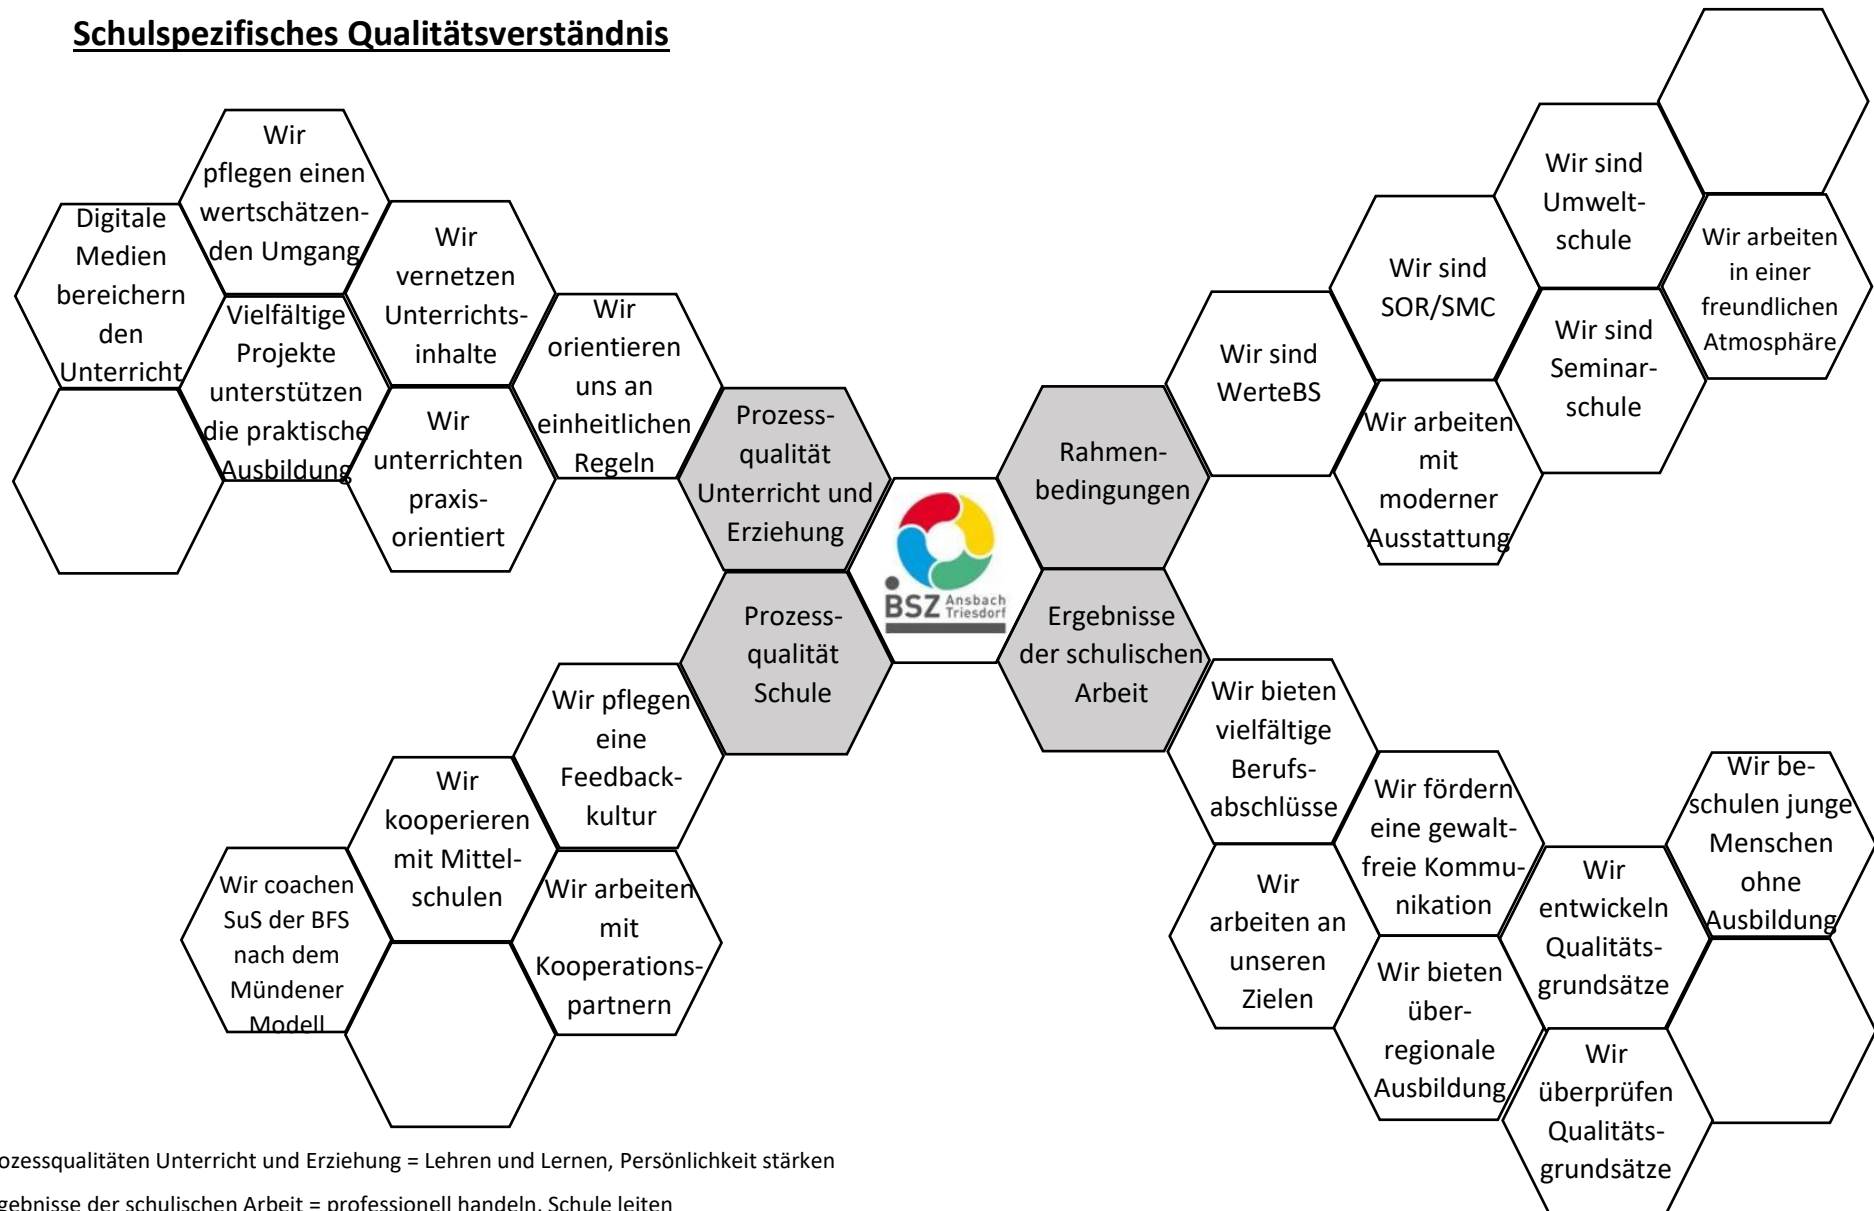 Schulspezifisches Qualitätsverständnis
Wir
pflegen einen
wertschätzen-
den Umgang
Digitale
Medien
bereichern
den
Unterricht
Wir
vernetzen
Unterrichts-
inhalte
Vielfältige
Projekte
unterstützen
die praktische
Ausbildung
Wir
orientieren
uns an
einheitlichen
Regeln
Wir
unterrichten
praxis-
orientiert
Prozess-
qualität
Unterricht und
Erziehung
Rahmen-
bedingungen
Wir sind
WerteBS
Wir sind
SOR/SMC
Wir sind
Umwelt-
schule
Wir arbeiten
in einer
freundlichen
Atmosphäre
Wir sind
Seminar-
schule
Wir arbeiten
mit
moderner
Ausstattung
BSZ Ansbach
Triesdorf
Prozess-
qualität
Schule
Ergebnisse
der schulischen
Arbeit
Wir pflegen
eine
Feedback-
kultur
Wir
kooperieren
mit Mittel-
schulen
Wir coachen
SuS der BFS
nach dem
Mündener
Modell
Wir arbeiten
mit
Kooperations-
partnern
Wir bieten
vielfältige
Berufs-
abschlüsse
Wir fördern
eine gewalt-
freie Kommu-
nikation
Wir
arbeiten an
unseren
Zielen
Wir bieten
über-
regionale
Ausbildung
Wir
entwickeln
Qualitäts-
grundsätze
Wir be-
schulen junge
Menschen
ohne
Ausbildung
Wir
überprüfen
Qualitäts-
grundsätze
ozessqualitäten Unterricht und Erziehung = Lehren und Lernen, Persönlichkeit stärken
gebnisse der schulischen Arbeit = professionell handeln, Schule leiten